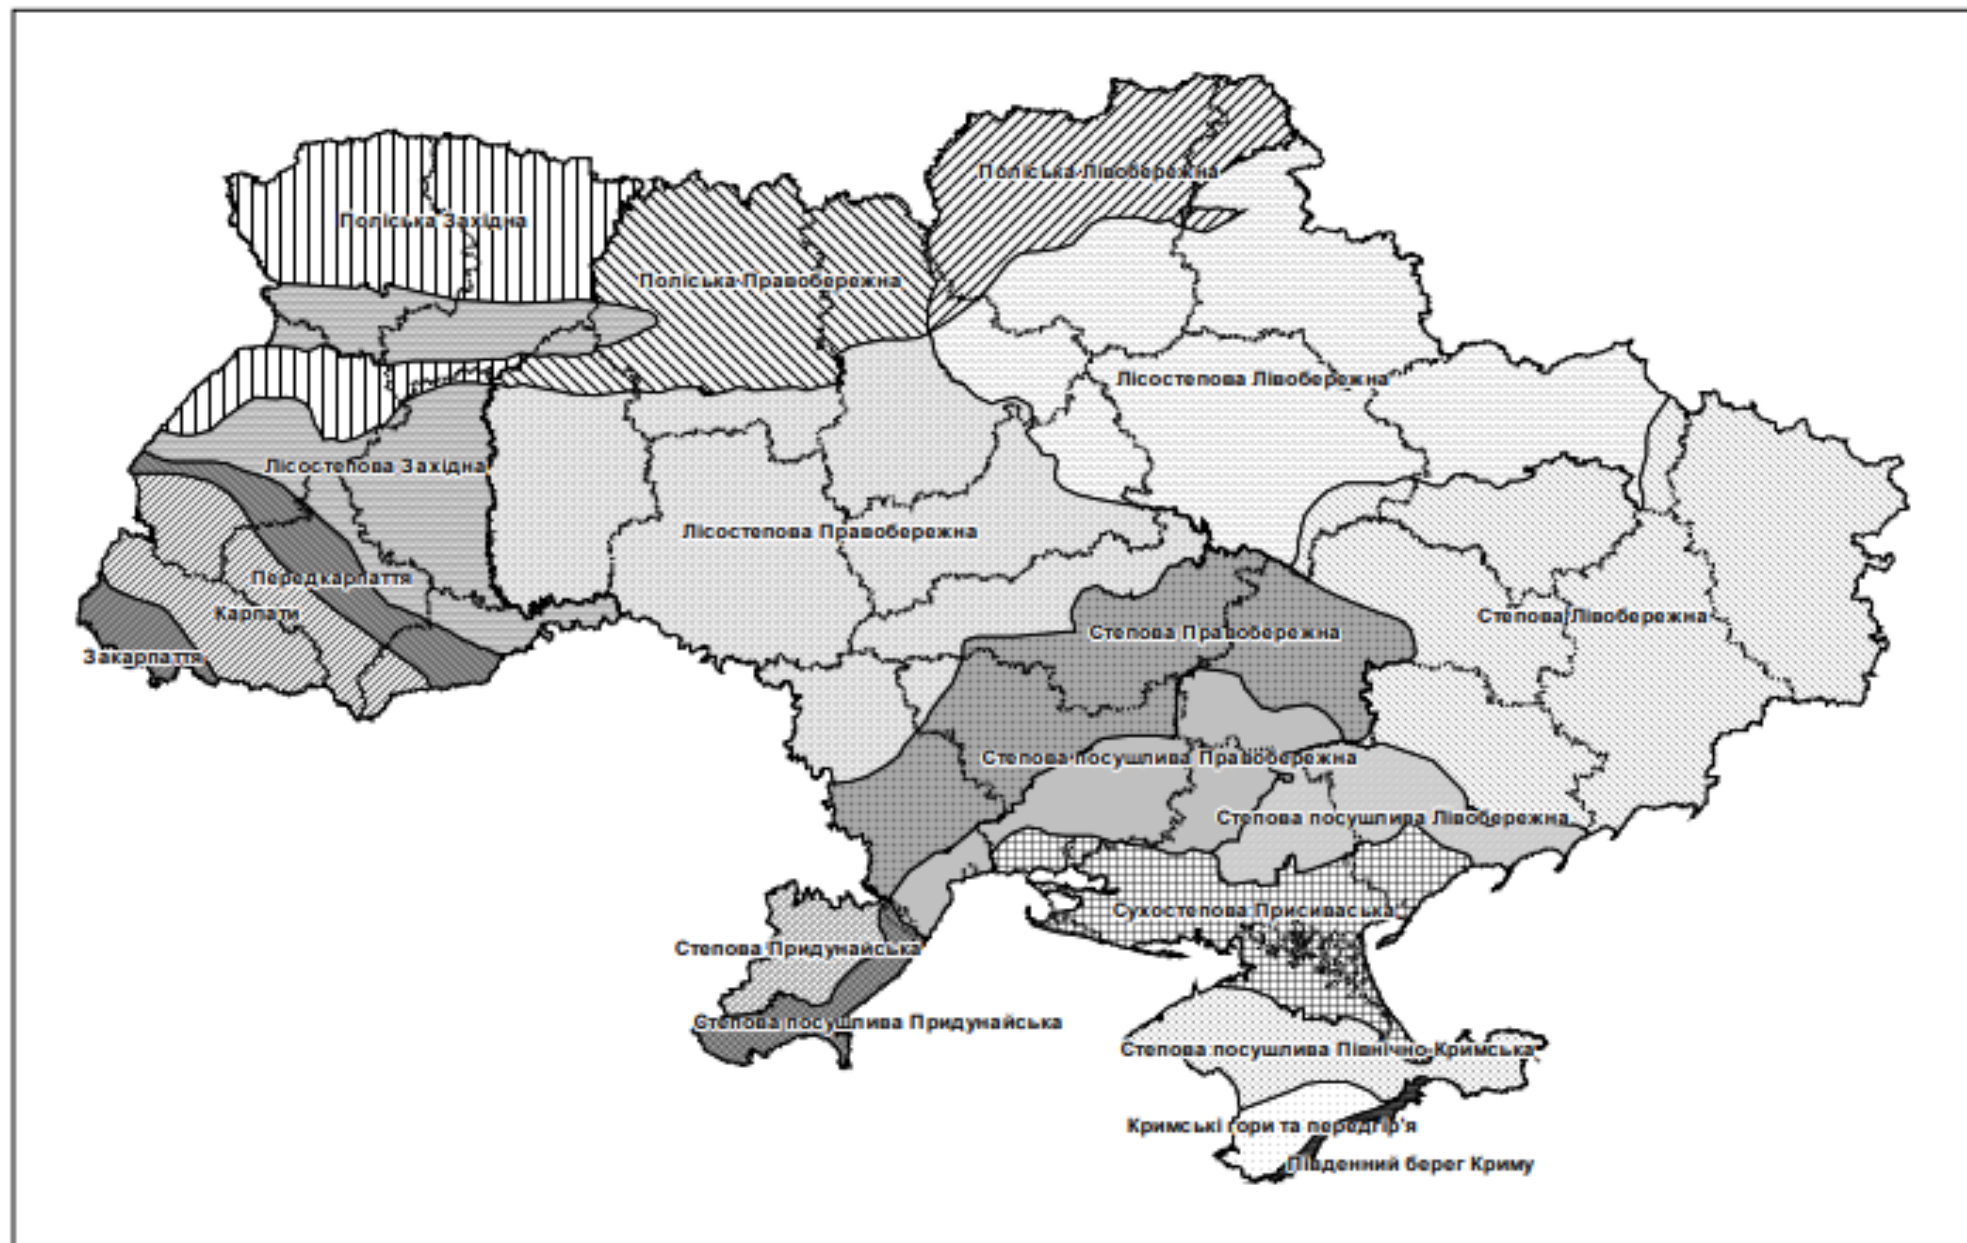 Поліська Лівобережна
Поліська Західна
Поліська Правобережна
Лісостепова Лівобережна
Лісостепова Західна
Лісостепова Правобережна
Передкарпаття
Карпати
Степова Лівобережна
Степова Правобережна
Закарпаття
Степова посушлива Правобережна
Степова посушлива Лівобережна
Сухостепова Присиваська
Степова Придунайська
Степова посушлива Придунайська
Степова посушлива Північно-Кримська
Кримські гори та передгір'я
Південний берег Криму